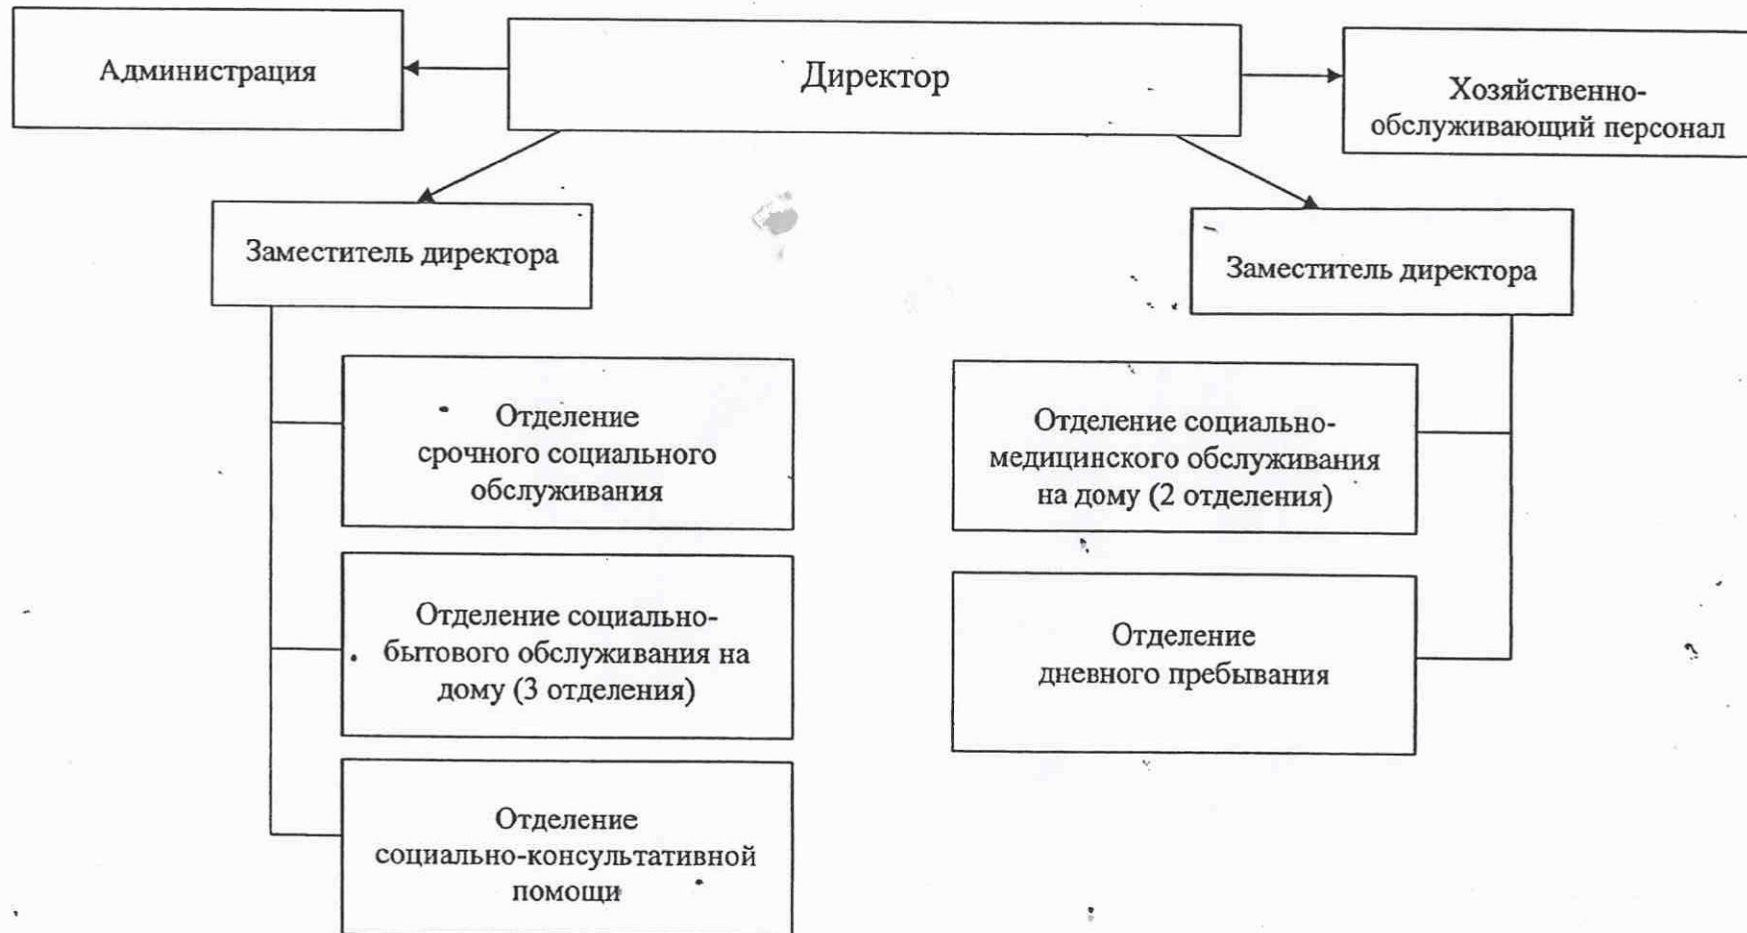 Администрация
Директор
Хозяйственно-
обслуживающий персонал
Заместитель директора
Заместитель директора
Отделение
срочного социального
обслуживания
Отделение социально-
бытового обслуживания на
дому (3 отделения)
Отделение
социально-консультативной
помощи
Отделение социально-
медицинского обслуживания
на дому (2 отделения)
Отделение
дневного пребывания